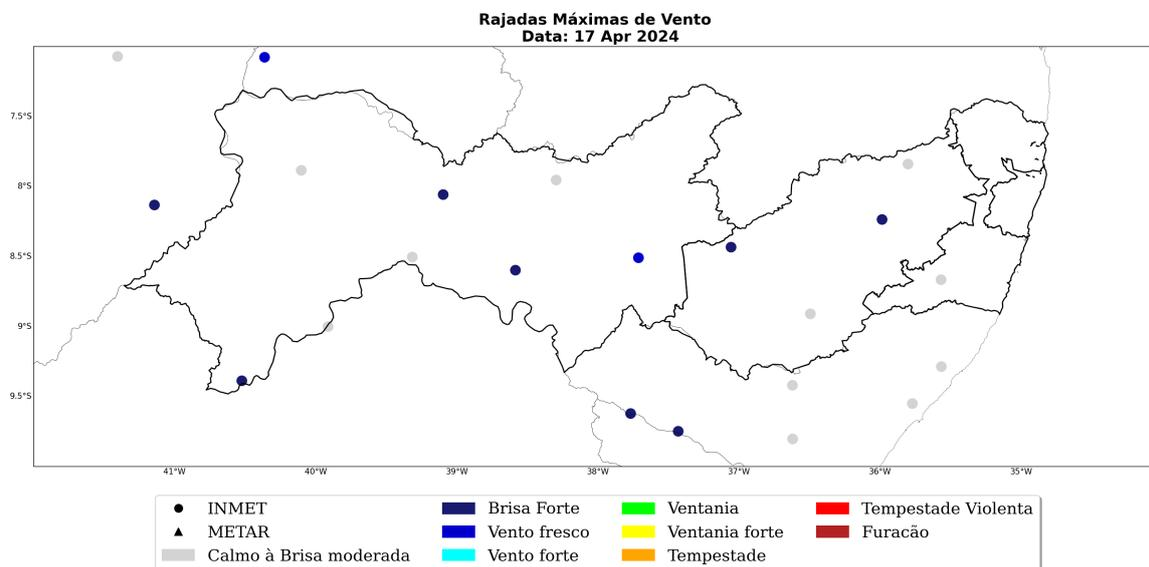 Rajadas Máximas de Vento
Data: 17 Apr 2024
7.5°S
8°S
8.5°S
9°S
9.5°S
41°W 40°W 39°W 38°W 37°W 36°W 35°W
INMET Brisa Forte Ventania Tempestade Violenta
METAR Vento fresco Ventania forte Furacão
Calmo à Brisa moderada Vento forte Tempestade